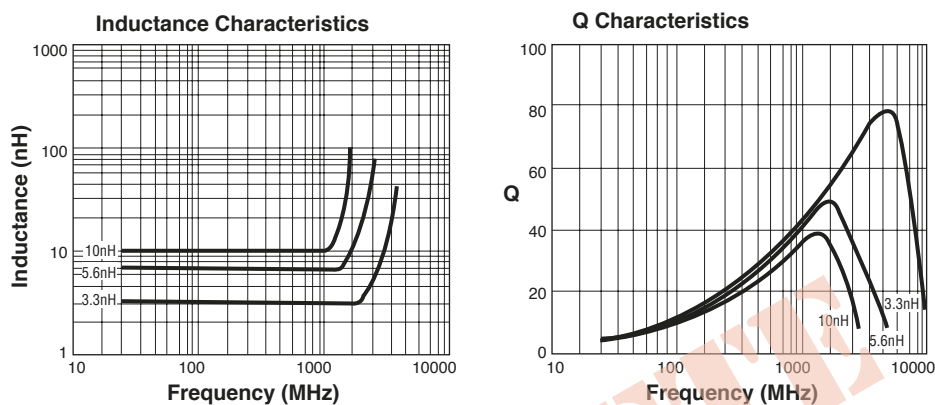 Inductance Characteristics
Inductance (nH)
1000
100
10
1
10nH
5.6nH
3.3nH
10 100 1000 10000
Frequency (MHz)
Q Characteristics
Q
100
80
60
40
20
0
3.3nH
10nH
5.6nH
10 100 1000 10000
Frequency (MHz)